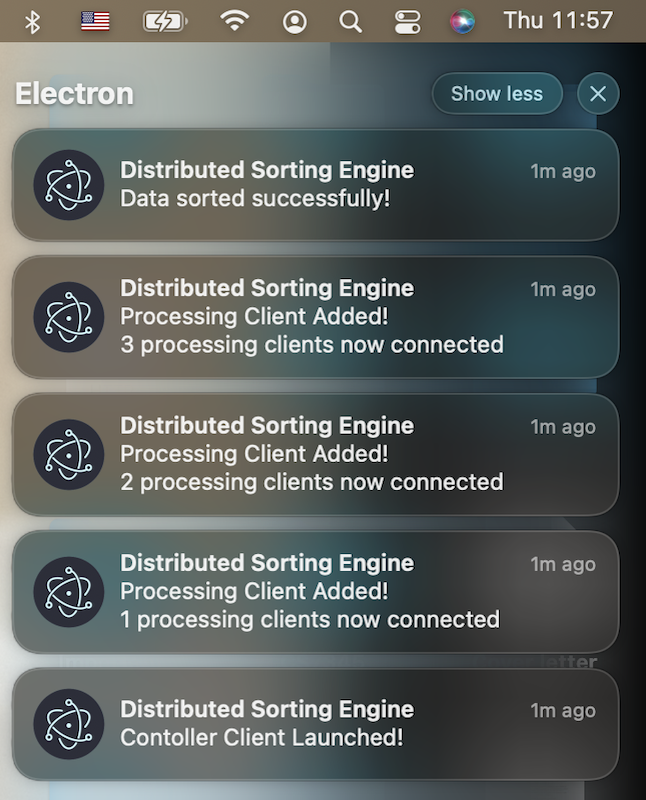 Thu 11:57
Electron
Show less
Distributed Sorting Engine 1m ago
Data sorted successfully!
Distributed Sorting Engine 1m ago
Processing Client Added!
3 processing clients now connected
Distributed Sorting Engine 1m ago
Processing Client Added!
2 processing clients now connected
Distributed Sorting Engine 1m ago
Processing Client Added!
1 processing clients now connected
etter
Distributed Sorting Engine 1m ago
Contoller Client Launched!